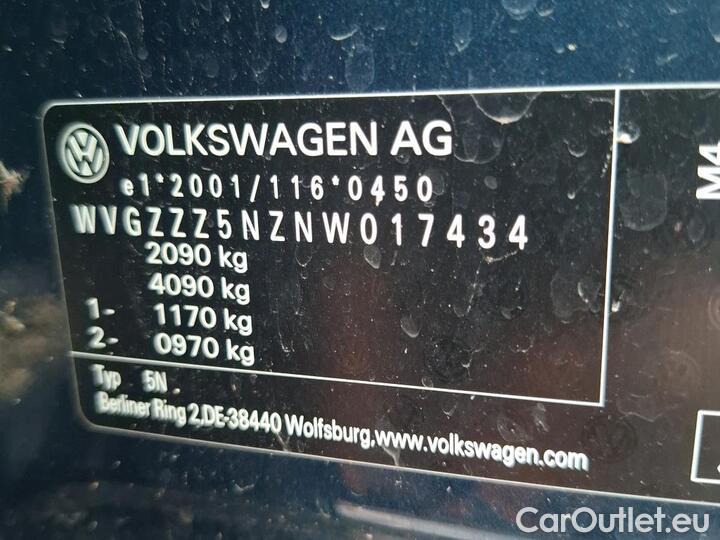 VOLKSWAGEN AG
e1*2001/116*0450
WVGZZZ5NZNW017434
2090 kg
4090 kg
1- 1170 kg
2- 0970 kg
Typ 5N
Berliner Ring 2,DE-38440 Wolfsburg,www.volkswagen.com
M4
CarOutlet.eu